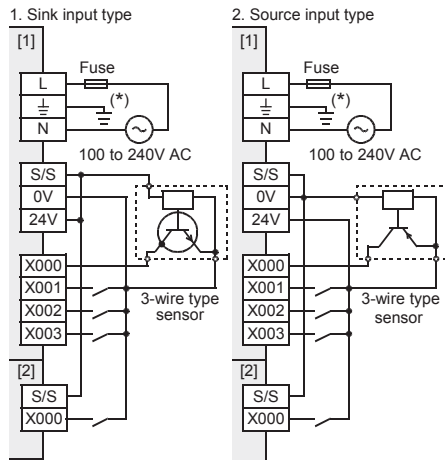 1. Sink input type
[1]
L
Fuse
(*)
N
100 to 240V AC
S/S
0V
24V
X000
X001
X002
X003
3-wire type
sensor
[2]
S/S
X000
2. Source input type
[1]
L
Fuse
(*)
N
100 to 240V AC
S/S
0V
24V
X000
X001
X002
X003
3-wire type
sensor
[2]
S/S
X000